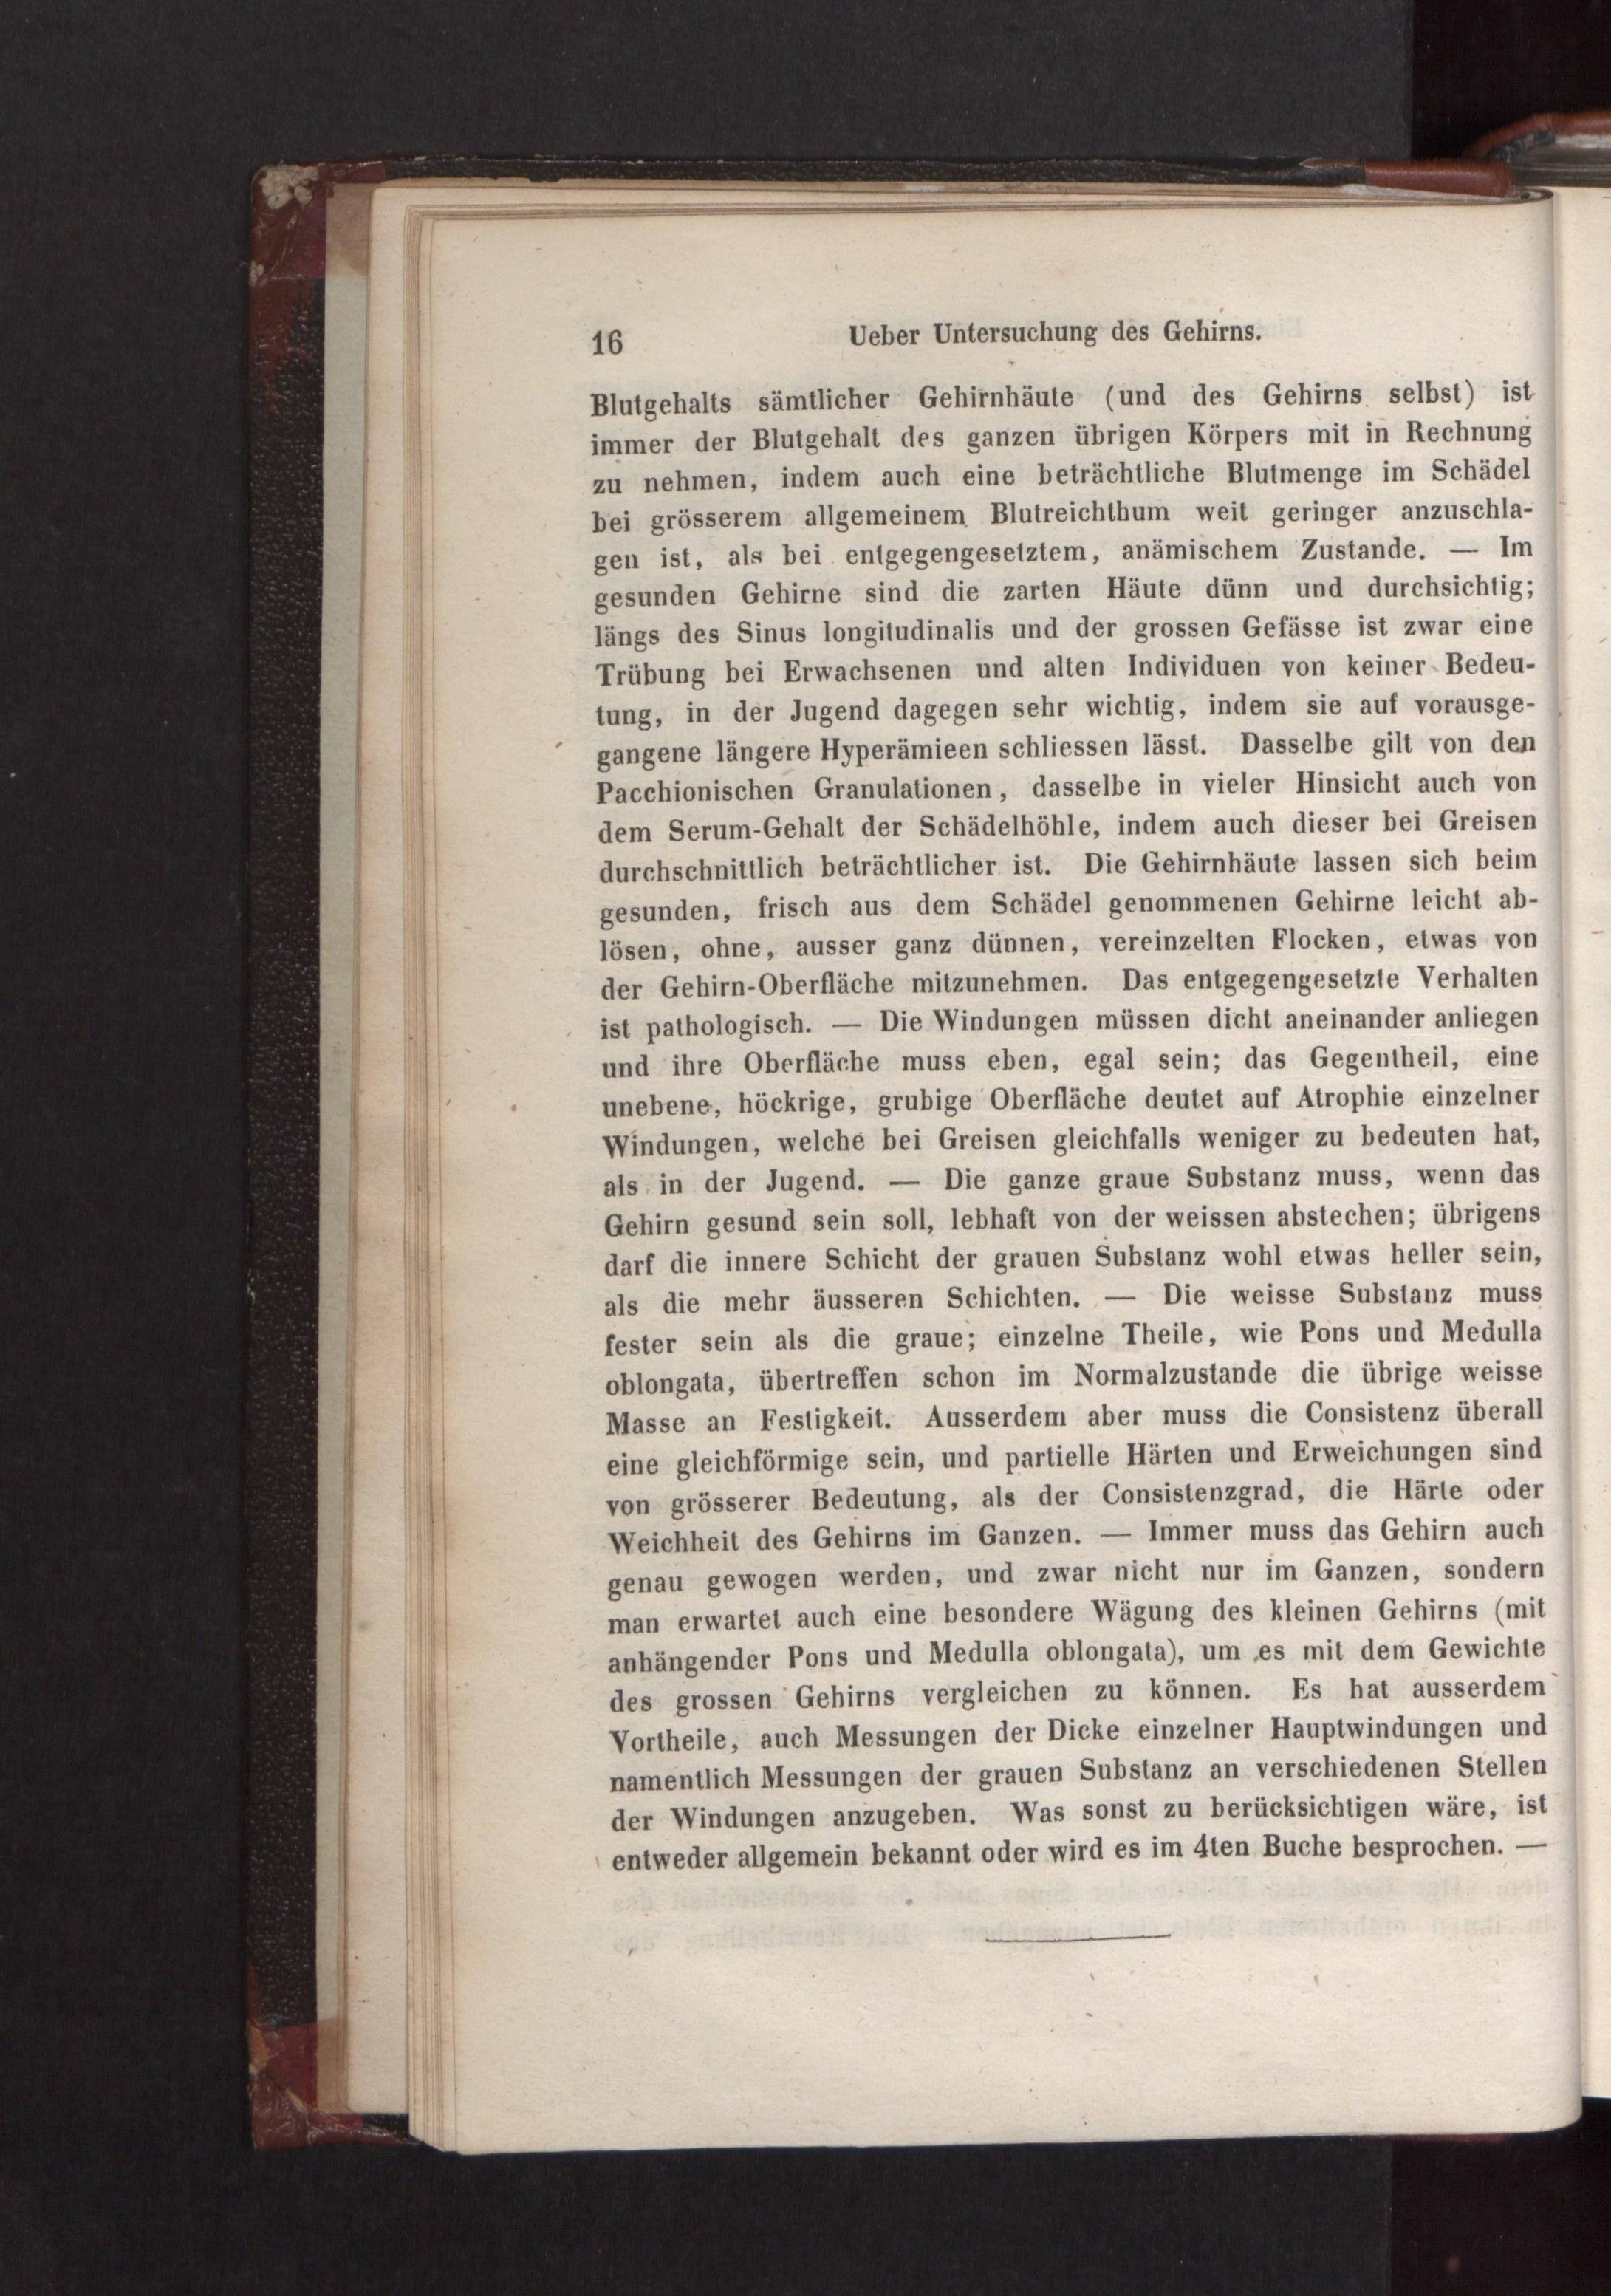 16 Ueber Untersuchung des Gehirns.
Blutgehalts sämtlicher Gehirnhäute (und des Gehirns selbst) ist
immer der Blutgehalt des ganzen übrigen Körpers mit in Rechnung
zu nehmen, indem auch eine beträchtliche Blutmenge im Schädel
bei grösserem allgemeinem Blutreichthum weit geringer anzuschla-
gen ist, als bei entgegengesetztem, anämischem Zustande. — Im
gesunden Gehirne sind die zarten Häute dünn und durchsichtig;
längs des Sinus longitudinalis und der grossen Gefässe ist zwar eine
Trübung bei Erwachsenen und alten Individuen von keiner Bedeu-
tung, in der Jugend dagegen sehr wichtig, indem sie auf vorausge-
gangene längere Hyperämieen schliessen lässt. Dasselbe gilt von den
Pacchionischen Granulationen, dasselbe in vieler Hinsicht auch von
dem Serum-Gehalt der Schädelhöhle, indem auch dieser bei Greisen
durchschnittlich beträchtlicher ist. Die Gehirnhäute lassen sich beim
gesunden, frisch aus dem Schädel genommenen Gehirne leicht ab-
lösen, ohne, ausser ganz dünnen, vereinzelten Flocken, etwas von
der Gehirn-Oberfläche mitzunehmen. Das entgegengesetzte Verhalten
ist pathologisch. — Die Windungen müssen dicht aneinander anliegen
und ihre Oberfläche muss eben, egal sein; das Gegentheil, eine
unebene, höckrige, grubige Oberfläche deutet auf Atrophie einzelner
Windungen, welche bei Greisen gleichfalls weniger zu bedeuten hat,
als in der Jugend. — Die ganze graue Substanz muss, wenn das
Gehirn gesund sein soll, lebhaft von der weissen abstechen; übrigens
darf die innere Schicht der grauen Substanz wohl etwas heller sein,
als die mehr äusseren Schichten. — Die weisse Substanz muss
fester sein als die graue; einzelne Theile, wie Pons und Medulla
oblongata, übertreffen schon im Normalzustande die übrige weisse
Masse an Festigkeit. Ausserdem aber muss die Consistenz überall
eine gleichförmige sein, und partielle Härten und Erweichungen sind
von grösserer Bedeutung, als der Consistenzgrad, die Härte oder
Weichheit des Gehirns im Ganzen. — Immer muss das Gehirn auch
genau gewogen werden, und zwar nicht nur im Ganzen, sondern
man erwartet auch eine besondere Wägung des kleinen Gehirns (mit
anhängender Pons und Medulla oblongata), um es mit dem Gewichte
des grossen Gehirns vergleichen zu können. Es hat ausserdem
Vortheile, auch Messungen der Dicke einzelner Hauptwindungen und
namentlich Messungen der grauen Substanz an verschiedenen Stellen
der Windungen anzugeben. Was sonst zu berücksichtigen wäre, ist
entweder allgemein bekannt oder wird es im 4ten Buche besprochen. —